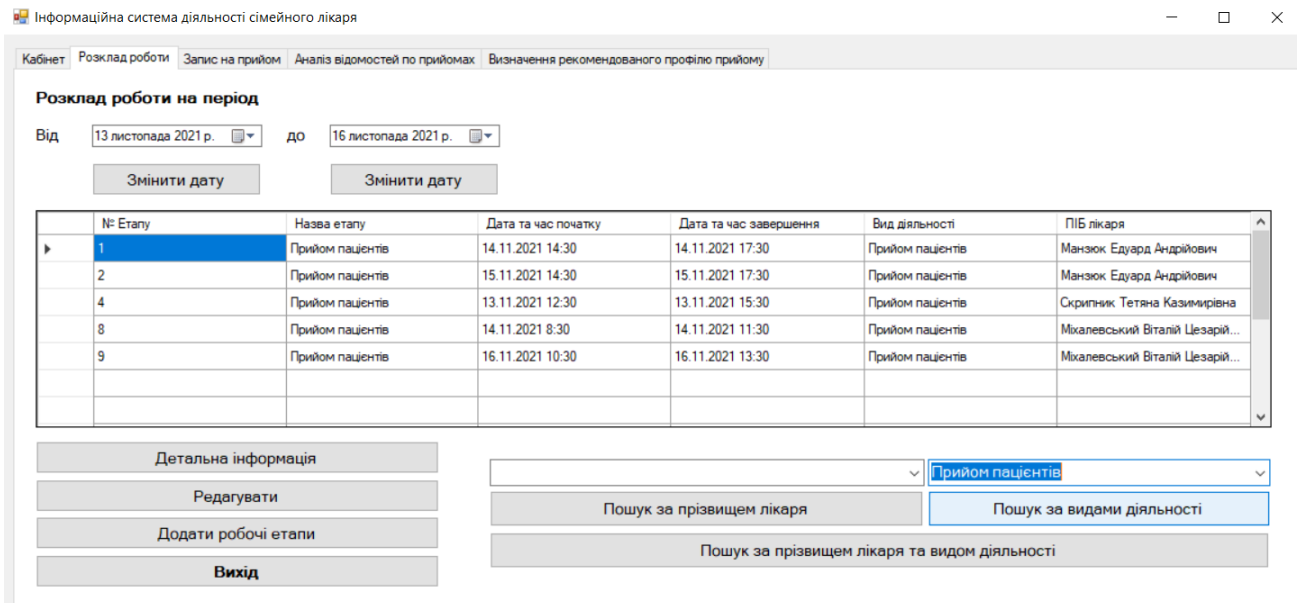 Інформаційна система діяльності сімейного лікаря
Кабінет Розклад роботи Запис на прийом Аналіз відомостей по прийомах Визначення рекомендованого профілю прийому
Розклад роботи на період
Від 13 листопада 2021 р. до 16 листопада 2021 р.
Змінити дату Змінити дату
№ Етапу Назва етапу Дата та час початку Дата та час завершення Вид діяльності ПІБ лікаря
1 Прийом пацієнтів 14.11.2021 14:30 14.11.2021 17:30 Прийом пацієнтів Манзюк Едуард Андрійович
2 Прийом пацієнтів 15.11.2021 14:30 15.11.2021 17:30 Прийом пацієнтів Манзюк Едуард Андрійович
4 Прийом пацієнтів 13.11.2021 12:30 13.11.2021 15:30 Прийом пацієнтів Скрипник Тетяна Казимирівна
8 Прийом пацієнтів 14.11.2021 8:30 14.11.2021 11:30 Прийом пацієнтів Міхалевський Віталій Цезарій...
9 Прийом пацієнтів 16.11.2021 10:30 16.11.2021 13:30 Прийом пацієнтів Міхалевський Віталій Цезарій...
Детальна інформація
Редагувати
Додати робочі етапи
Вихід
Прийом пацієнтів
Пошук за прізвищем лікаря Пошук за видами діяльності
Пошук за прізвищем лікаря та видом діяльності